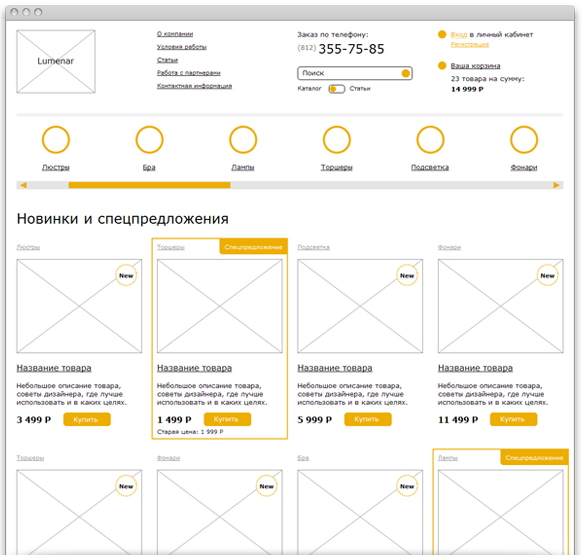 Lumenar
О компании
Условия работы
Статьи
Работа с партнерами
Контактная информация
Заказ по телефону:
(812) 355-75-85
Поиск
Каталог Статьи
Вход в личный кабинет
Регистрация
Ваша корзина
23 товара на сумму:
14 999 Р
Люстры Бра Лампы Торшеры Подсветка Фонари
Новинки и спецпредложения
Люстры Торшеры Спецпредложение Подсветка Фонари
New New New
Название товара Название товара Название товара Название товара
Небольшое описание товара, Небольшое описание товара, Небольшое описание товара, Небольшое описание товара,
советы дизайнера, где лучше советы дизайнера, где лучше советы дизайнера, где лучше советы дизайнера, где лучше
использовать и в каких целях. использовать и в каких целях. использовать и в каких целях. использовать и в каких целях.
3 499 Р Купить 1 499 Р Купить 5 999 Р Купить 11 499 Р Купить
Старая цена: 1 999 Р
Торшеры Фонари Бра Лампы Спецпредложение
New New New